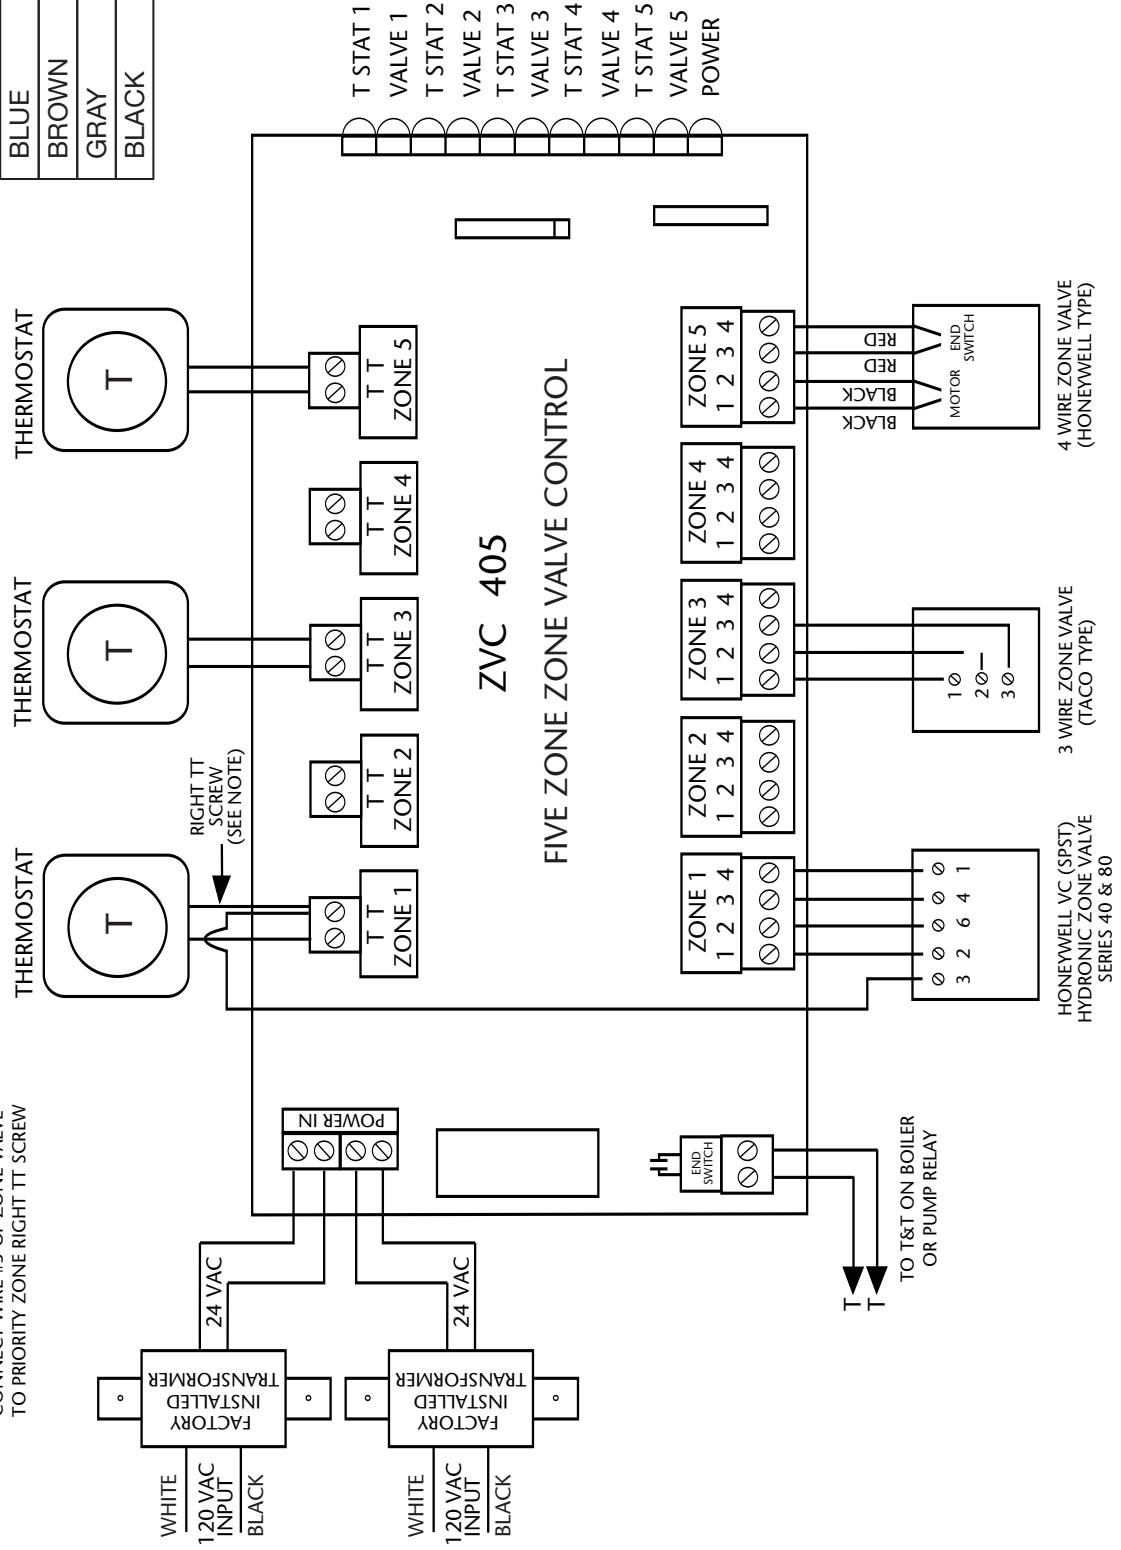 BLUE
BROWN
GRAY
BLACK
TO PRIORITY ZONE RIGHT TT SCREW
THERMOSTAT
T
THERMOSTAT
T
THERMOSTAT
T
RIGHT TT
SCREW
(SEE NOTE)
WHITE
120 VAC
INPUT
BLACK
FACTORY
INSTALLED
TRANSFORMER
24 VAC
WHITE
120 VAC
INPUT
BLACK
FACTORY
INSTALLED
TRANSFORMER
24 VAC
POWER IN
T T
ZONE 1
T T
ZONE 2
T T
ZONE 3
T T
ZONE 4
T T
ZONE 5
ZVC 405
FIVE ZONE ZONE VALVE CONTROL
T STAT 1
VALVE 1
T STAT 2
VALVE 2
T STAT 3
VALVE 3
T STAT 4
VALVE 4
T STAT 5
VALVE 5
POWER
END
SWITCH
ZONE 1
1 2 3 4
ZONE 2
1 2 3 4
ZONE 3
1 2 3 4
ZONE 4
1 2 3 4
ZONE 5
1 2 3 4
T
T
TO T&T ON BOILER
OR PUMP RELAY
3 2 6 4 1
HONEYWELL VC (SPST)
HYDRONIC ZONE VALVE
SERIES 40 & 80
1
2
3
3 WIRE ZONE VALVE
(TACO TYPE)
BLACK
BLACK
RED
RED
MOTOR
END
SWITCH
4 WIRE ZONE VALVE
(HONEYWELL TYPE)